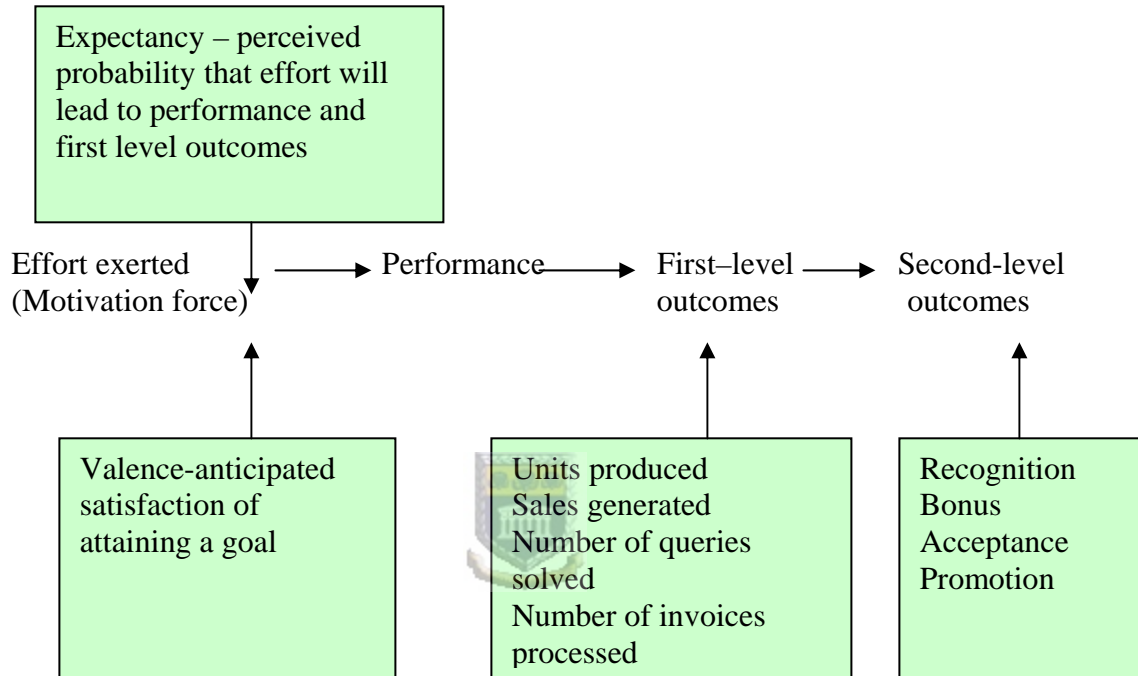 Expectancy – perceived
probability that effort will
lead to performance and
first level outcomes
Effort exerted
(Motivation force)
Performance
First–level
outcomes
Second-level
outcomes
Valence-anticipated
satisfaction of
attaining a goal
Units produced
Sales generated
Number of queries
solved
Number of invoices
processed
Recognition
Bonus
Acceptance
Promotion